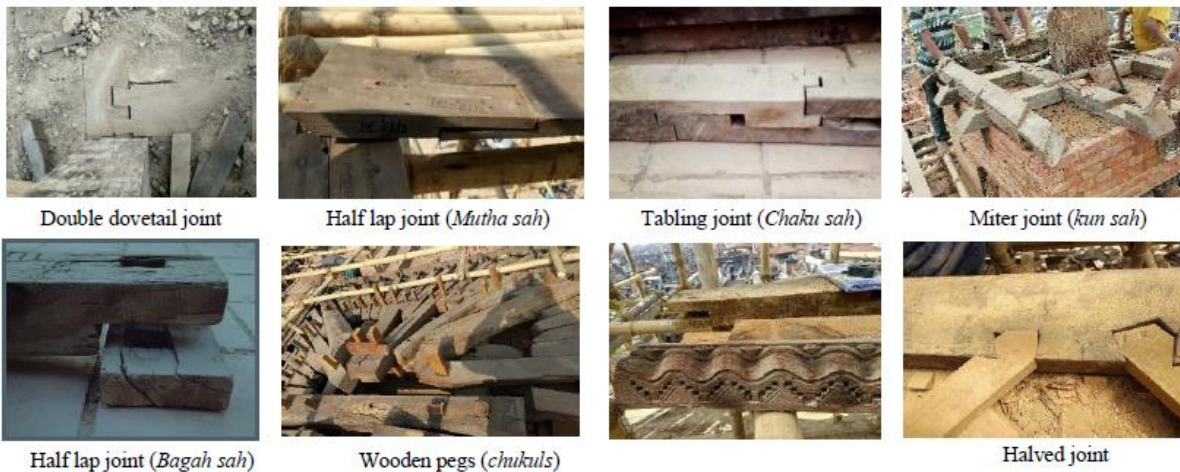 Double dovetail joint
Half lap joint (Mutha sah)
Tabling joint (Chaku sah)
Miter joint (kun sah)
Half lap joint (Bagah sah)
Wooden pegs (chukuls)
Halved joint